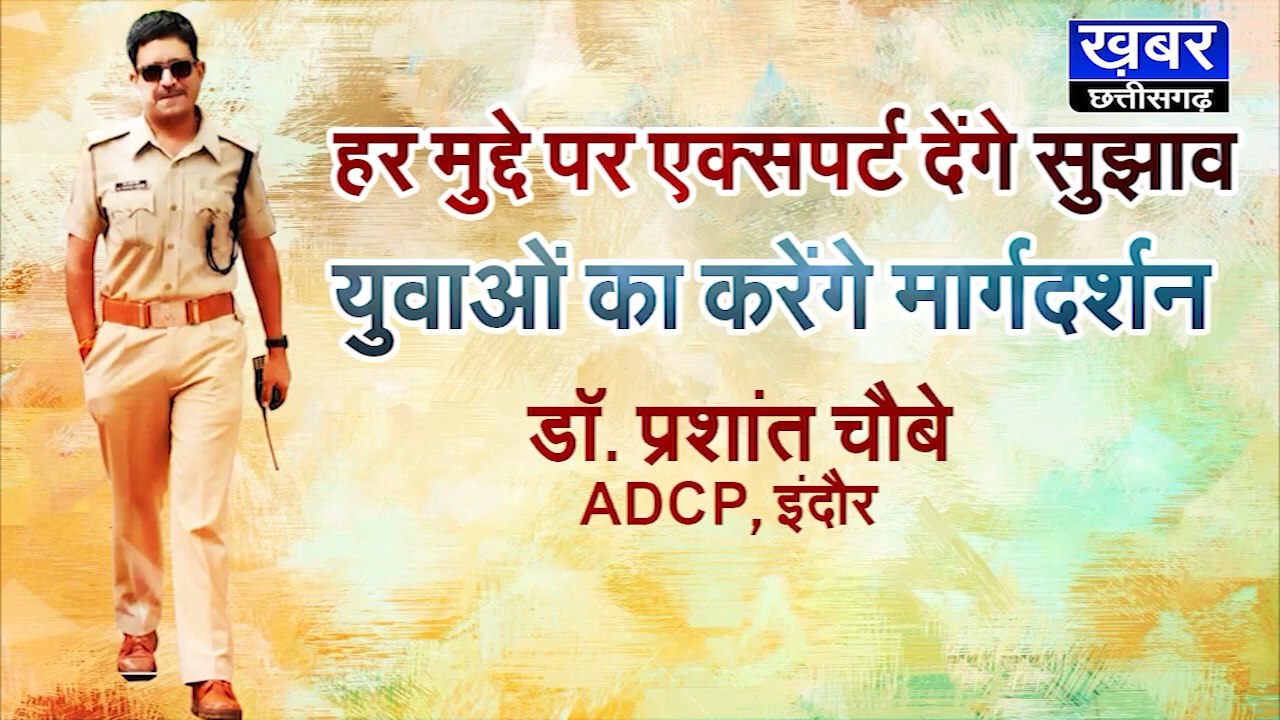 ख़बर
छत्तीसगढ़
हर मुद्दे पर एक्सपर्ट देंगे सुझाव
युवाओं का करेंगे मार्गदर्शन
डॉ. प्रशांत चौबे
ADCP, इंदौर